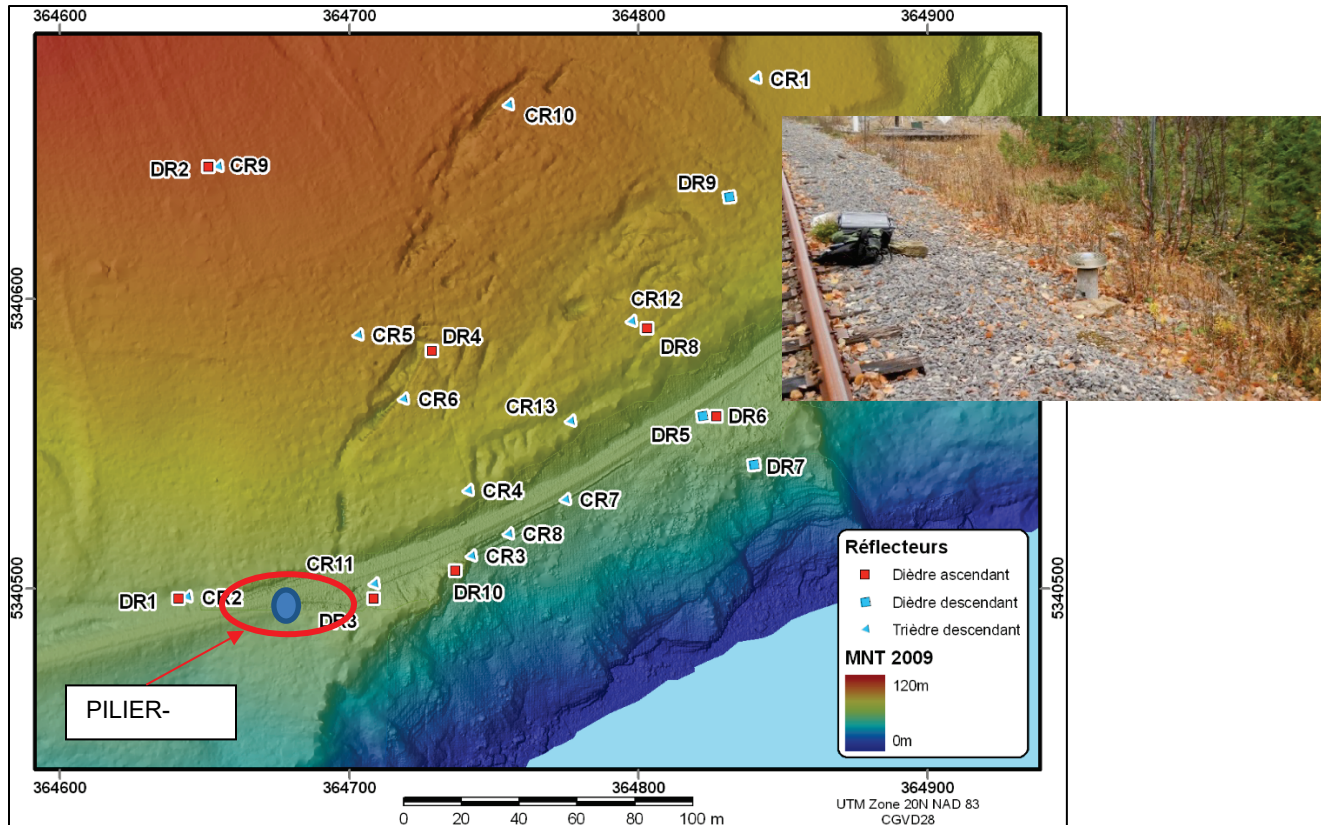 364600 364700 364800 364900
CR1
CR10
DR2 CR9
DR9
5340600
CR12
CR5 DR4
DR8
CR6
CR13
DR5 DR6
DR7
CR4
CR7
CR8
CR3
CR11
DR10
5340500
5340500
DR1 CR2
DR3
PILIER-
Réflecteurs
Dièdre ascendant
Dièdre descendant
Trièdre descendant
MNT 2009
120m
0m
364600 364700 364800 364900
0 20 40 60 80 100 m
UTM Zone 20N NAD 83
CGVD28